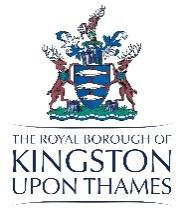 THE ROYAL BOROUGH OF
KINGSTON
UPON THAMES